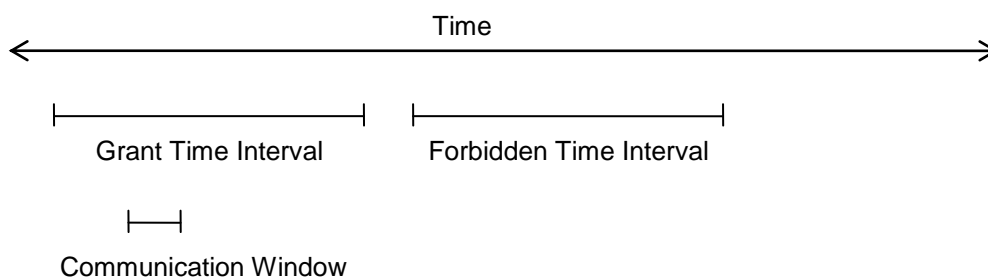 Time
Grant Time Interval
Forbidden Time Interval
Communication Window